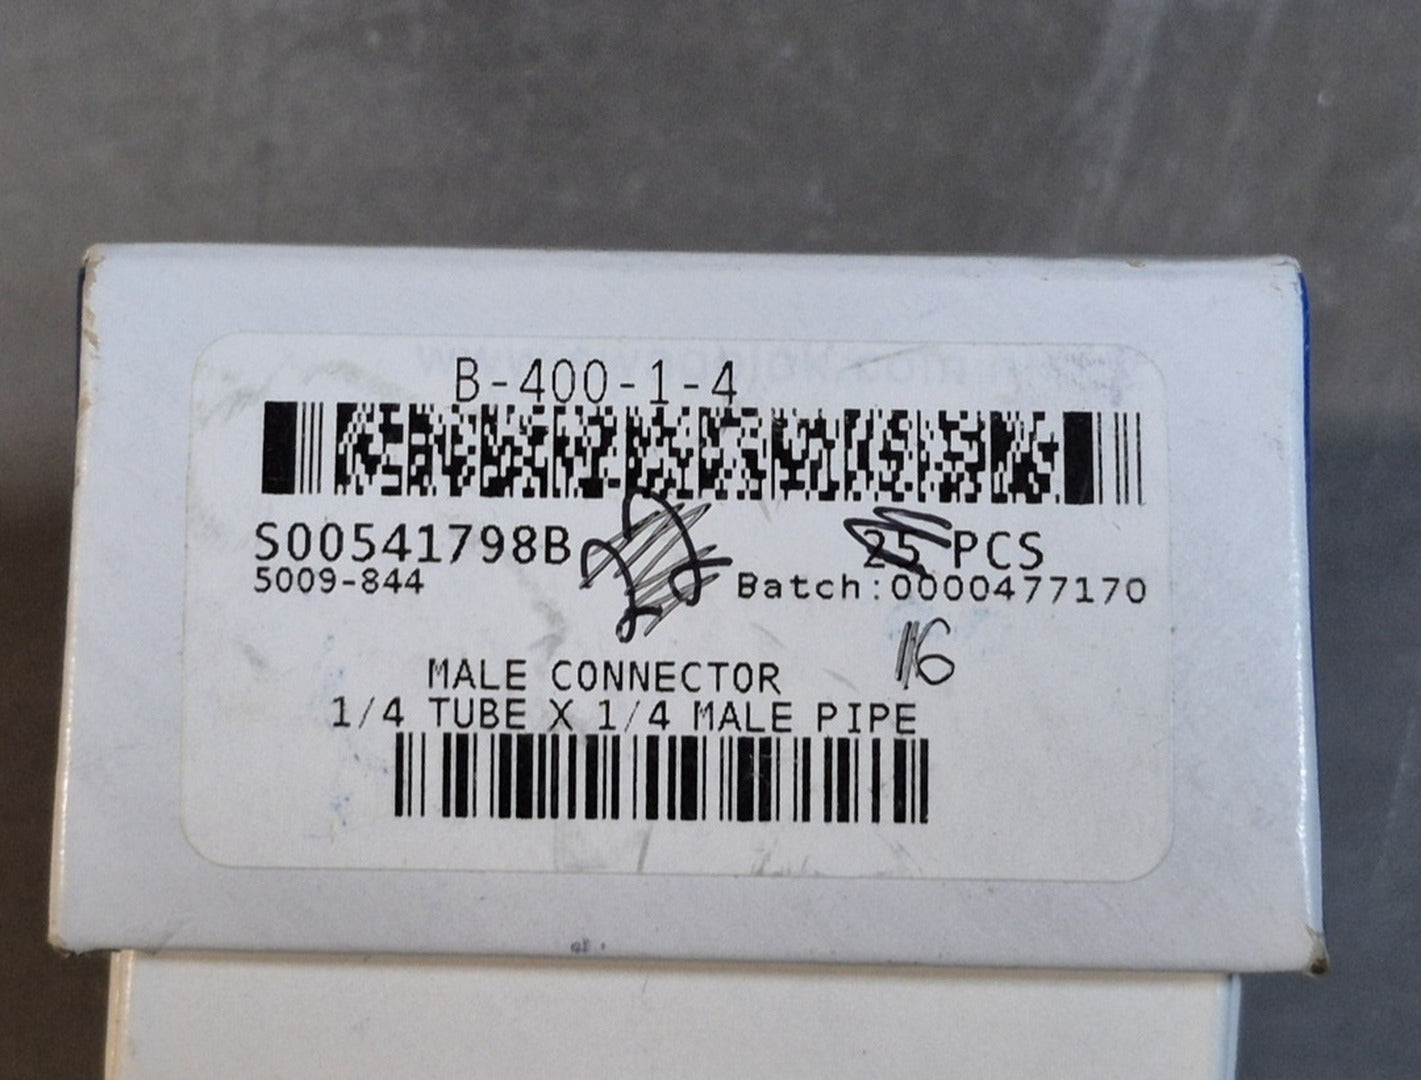 B-400-1-4
S00541798B 22 25 PCS
5009-844 Batch:0000477170
16
MALE CONNECTOR
1/4 TUBE X 1/4 MALE PIPE